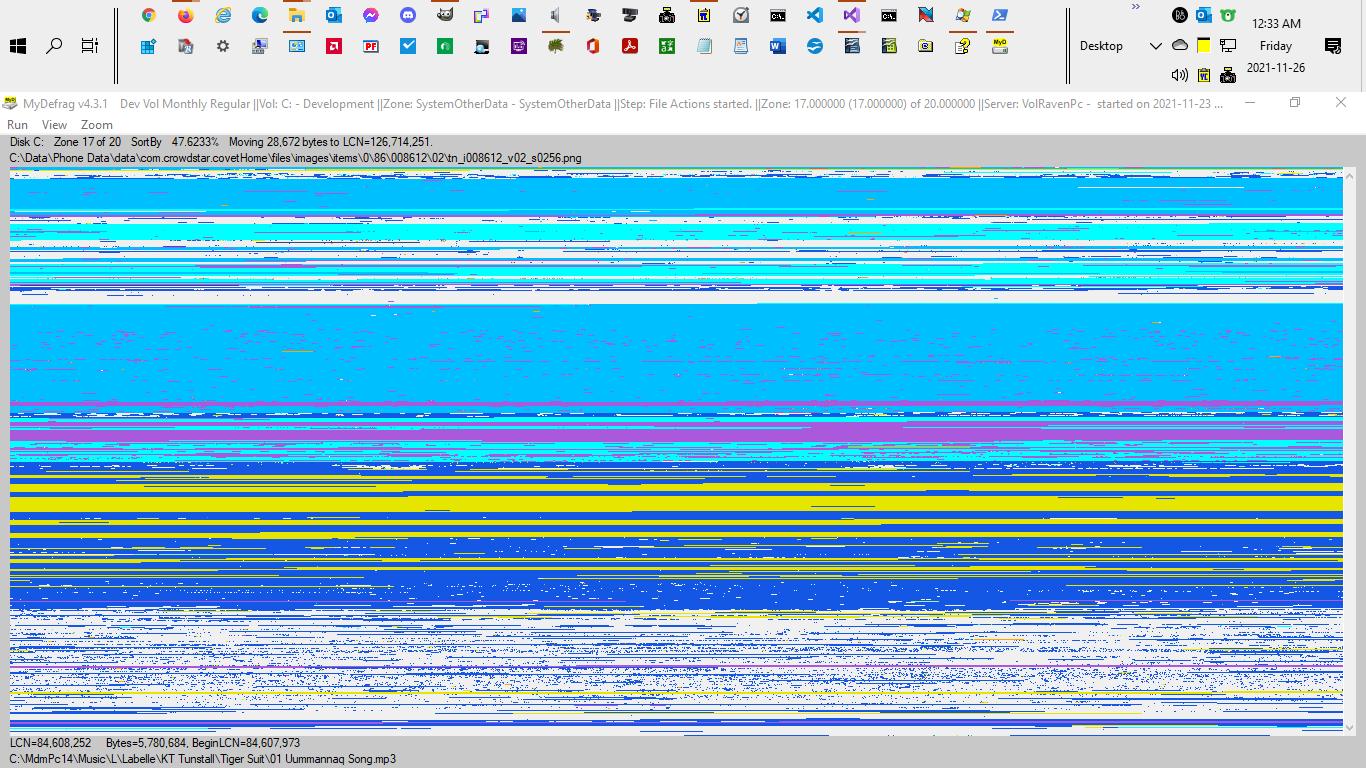 12:33 AM
Desktop
Friday
2021-11-26
MyDefrag v4.3.1 Dev Vol Monthly Regular ||Vol: C: - Development ||Zone: SystemOtherData - SystemOtherData ||Step: File Actions started. ||Zone: 17.000000 (17.000000) of 20.000000 ||Server: VolRavenPc - started on 2021-11-23 ...
Run View Zoom
Disk C: Zone 17 of 20 SortBy 47.6233% Moving 28,672 bytes to LCN=126,714,251.
C:\Data\Phone Data\data\com.crowdstar.covetHome\files\images\items\0\86\008612\02\tn_i008612_v02_s0256.png
LCN=84,608,252 Bytes=5,780,684, BeginLCN=84,607,973
C:\MdmPc14\Music\L\Labelle\KT Tunstall\Tiger Suit\01 Uummannaq Song.mp3